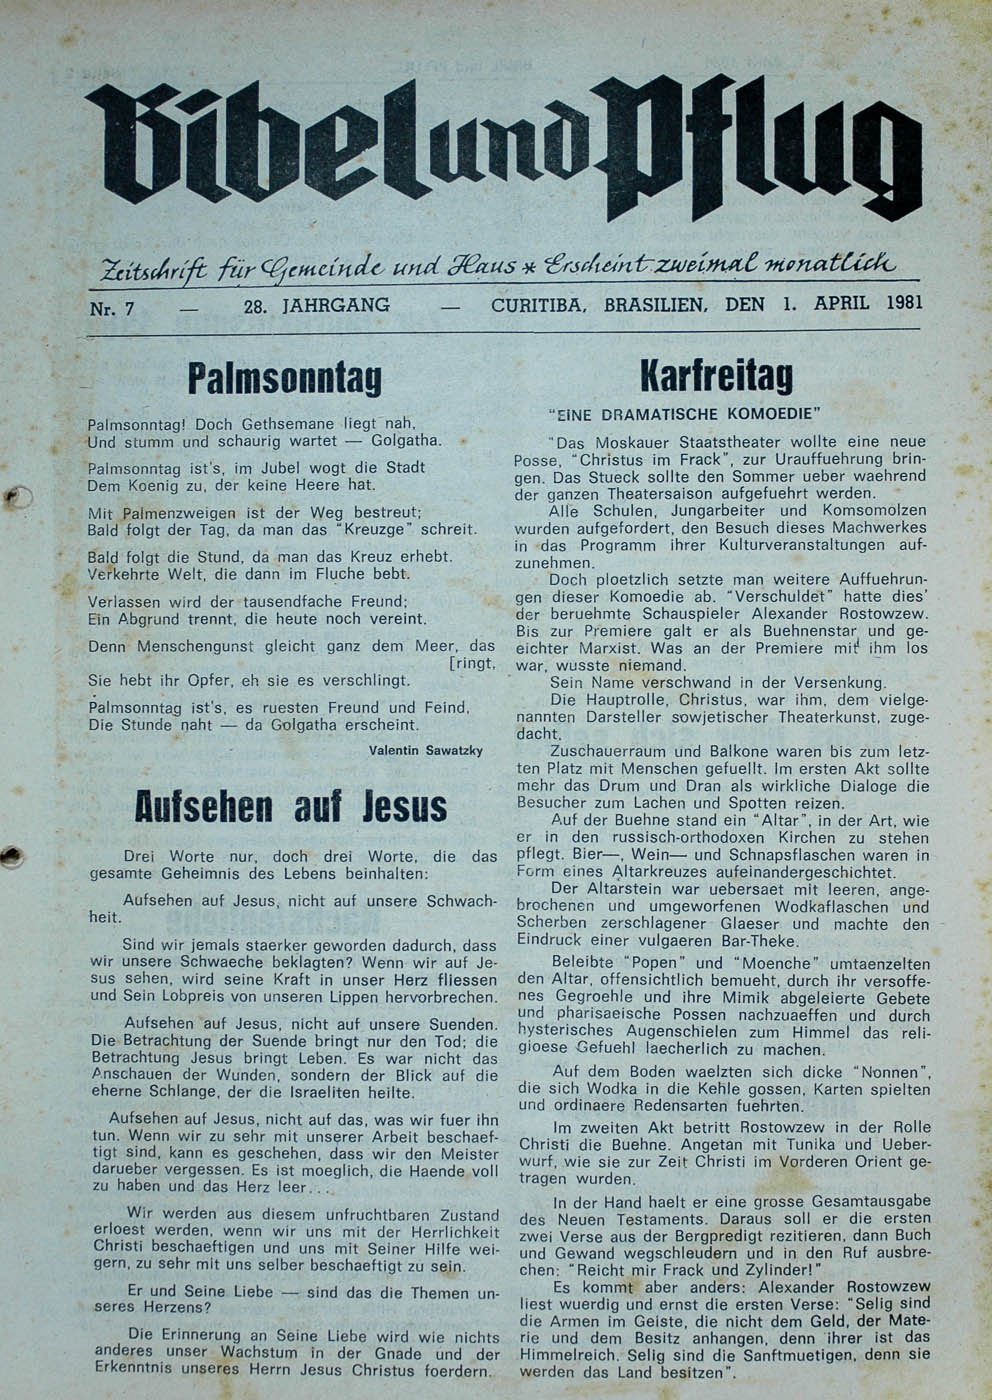 Bibel und Pflug
Zeitschrift für Gemeinde und Haus * Erscheint zweimal monatlich
Nr. 7 — 28. JAHRGANG — CURITIBA, BRASILIEN, DEN 1. APRIL 1981
Palmsonntag
Palmsonntag! Doch Gethsemane liegt nah,
Und stumm und schaurig wartet — Golgatha.
Palmsonntag ist's, im Jubel wogt die Stadt
Dem Koenig zu, der keine Heere hat.
Mit Palmenzweigen ist der Weg bestreut;
Bald folgt der Tag, da man das "Kreuzge" schreit.
Bald folgt die Stund, da man das Kreuz erhebt.
Verkehrte Welt, die dann im Fluche bebt.
Verlassen wird der tausendfache Freund;
Ein Abgrund trennt, die heute noch vereint.
Denn Menschengunst gleicht ganz dem Meer, das
[ringt,
Sie hebt ihr Opfer, eh sie es verschlingt.
Palmsonntag ist's, es ruesten Freund und Feind,
Die Stunde naht — da Golgatha erscheint.
Valentin Sawatzky
Aufsehen auf Jesus
Drei Worte nur, doch drei Worte, die das
gesamte Geheimnis des Lebens beinhalten:
Aufsehen auf Jesus, nicht auf unsere Schwach-
heit.
Sind wir jemals staerker geworden dadurch, dass
wir unsere Schwaeche beklagten? Wenn wir auf Je-
sus sehen, wird seine Kraft in unser Herz fliessen
und Sein Lobpreis von unseren Lippen hervorbrechen.
Aufsehen auf Jesus, nicht auf unsere Suenden.
Die Betrachtung der Suende bringt nur den Tod; die
Betrachtung Jesus bringt Leben. Es war nicht das
Anschauen der Wunden, sondern der Blick auf die
eherne Schlange, der die Israeliten heilte.
Aufsehen auf Jesus, nicht auf das, was wir fuer ihn
tun. Wenn wir zu sehr mit unserer Arbeit beschaef-
tigt sind, kann es geschehen, dass wir den Meister
darueber vergessen. Es ist moeglich, die Haende voll
zu haben und das Herz leer...
Wir werden aus diesem unfruchtbaren Zustand
erloest werden, wenn wir uns mit der Herrlichkeit
Christi beschaeftigen und uns mit Seiner Hilfe wei-
gern, zu sehr mit uns selber beschaeftigt zu sein.
Er und Seine Liebe — sind das die Themen un-
seres Herzens?
Die Erinnerung an Seine Liebe wird wie nichts
anderes unser Wachstum in der Gnade und der
Erkenntnis unseres Herrn Jesus Christus foerdern.
Karfreitag
"EINE DRAMATISCHE KOMOEDIE"
"Das Moskauer Staatstheater wollte eine neue
Posse, "Christus im Frack", zur Urauffuehrung brin-
gen. Das Stueck sollte den Sommer ueber waehrend
der ganzen Theatersaison aufgefuehrt werden.
Alle Schulen, Jungarbeiter und Komsomolzen
wurden aufgefordert, den Besuch dieses Machwerkes
in das Programm ihrer Kulturveranstaltungen auf-
zunehmen.
Doch ploetzlich setzte man weitere Auffuehrun-
gen dieser Komoedie ab. "Verschuldet" hatte dies'
der beruehmte Schauspieler Alexander Rostowzew.
Bis zur Premiere galt er als Buehnenstar und ge-
eichter Marxist. Was an der Premiere mit ihm los
war, wusste niemand.
Sein Name verschwand in der Versenkung.
Die Hauptrolle, Christus, war ihm, dem vielge-
nannten Darsteller sowjetischer Theaterkunst, zuge-
dacht.
Zuschauerraum und Balkone waren bis zum letz-
ten Platz mit Menschen gefuellt. Im ersten Akt sollte
mehr das Drum und Dran als wirkliche Dialoge die
Besucher zum Lachen und Spotten reizen.
Auf der Buehne stand ein "Altar", in der Art, wie
er in den russisch-orthodoxen Kirchen zu stehen
pflegt. Bier—, Wein— und Schnapsflaschen waren in
Form eines Altarkreuzes aufeinandergeschichtet.
Der Altarstein war uebersaet mit leeren, ange-
brochenen und umgeworfenen Wodkaflaschen und
Scherben zerschlagener Glaeser und machte den
Eindruck einer vulgaeren Bar-Theke.
Beleibte "Popen" und "Moenche" umtaenzelten
den Altar, offensichtlich bemueht, durch ihr versoffe-
nes Gegroehle und ihre Mimik abgeleierte Gebete
und pharisaeische Possen nachzuaeffen und durch
hysterisches Augenschielen zum Himmel das reli-
gioese Gefuehl laecherlich zu machen.
Auf dem Boden waelzten sich dicke "Nonnen",
die sich Wodka in die Kehle gossen, Karten spielten
und ordinaere Redensarten fuehrten.
Im zweiten Akt betritt Rostowzew in der Rolle
Christi die Buehne. Angetan mit Tunika und Ueber-
wurf, wie sie zur Zeit Christi im Vorderen Orient ge-
tragen wurden.
In der Hand haelt er eine grosse Gesamtausgabe
des Neuen Testaments. Daraus soll er die ersten
zwei Verse aus der Bergpredigt rezitieren, dann Buch
und Gewand wegschleudern und in den Ruf ausbre-
chen: "Reicht mir Frack und Zylinder!"
Es kommt aber anders: Alexander Rostowzew
liest wuerdig und ernst die ersten Verse: "Selig sind
die Armen im Geiste, die nicht dem Geld, der Mate-
rie und dem Besitz anhangen, denn ihrer ist das
Himmelreich. Selig sind die Sanftmuetigen, denn sie
werden das Land besitzen".